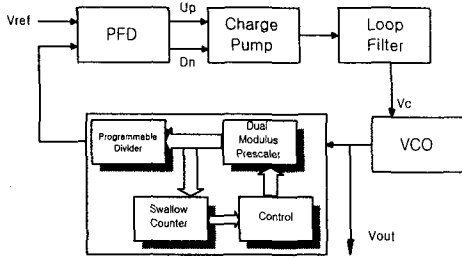 Vref
PFD
Up
Dn
Charge
Pump
Loop
Filter
Vc
VCO
Vout
Programmable
Divider
Dual
Modulus
Prescaler
Swallow
Counter
Control